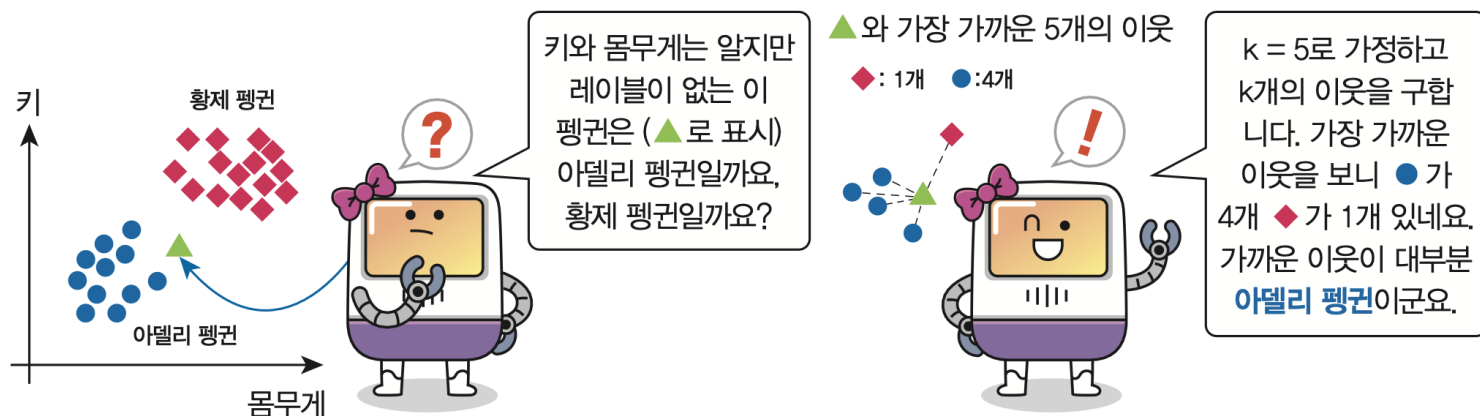 키
황제 펭귄
아델리 펭귄
몸무게
?
키와 몸무게는 알지만
레이블이 없는 이
펭귄은 (▲로 표시)
아델리 펭귄일까요,
황제 펭귄일까요?
▲와 가장 가까운 5개의 이웃
◆: 1개 ●:4개
!
k = 5로 가정하고
k개의 이웃을 구합
니다. 가장 가까운
이웃을 보니 ●가
4개 ◆가 1개 있네요.
가까운 이웃이 대부분
아델리 펭귄이군요.